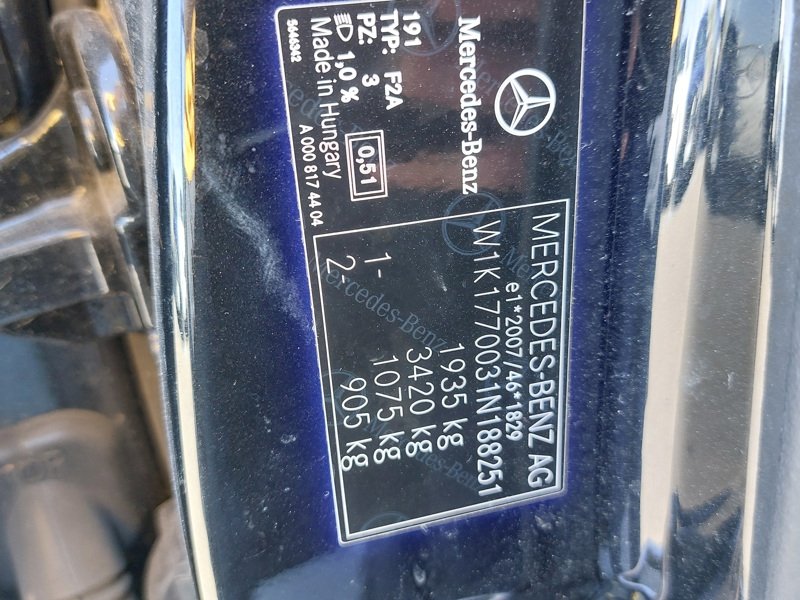 MERCEDES-BENZ AG
e1*2007/46*1829
W1K1770031N188251
1935 kg
3420 kg
1- 1075 kg
2- 905 kg
Mercedes-Benz
191
TYP: F2A
PZ: 3
1,0 %
0,51
Made in Hungary
A 000 817 44 04
5646342